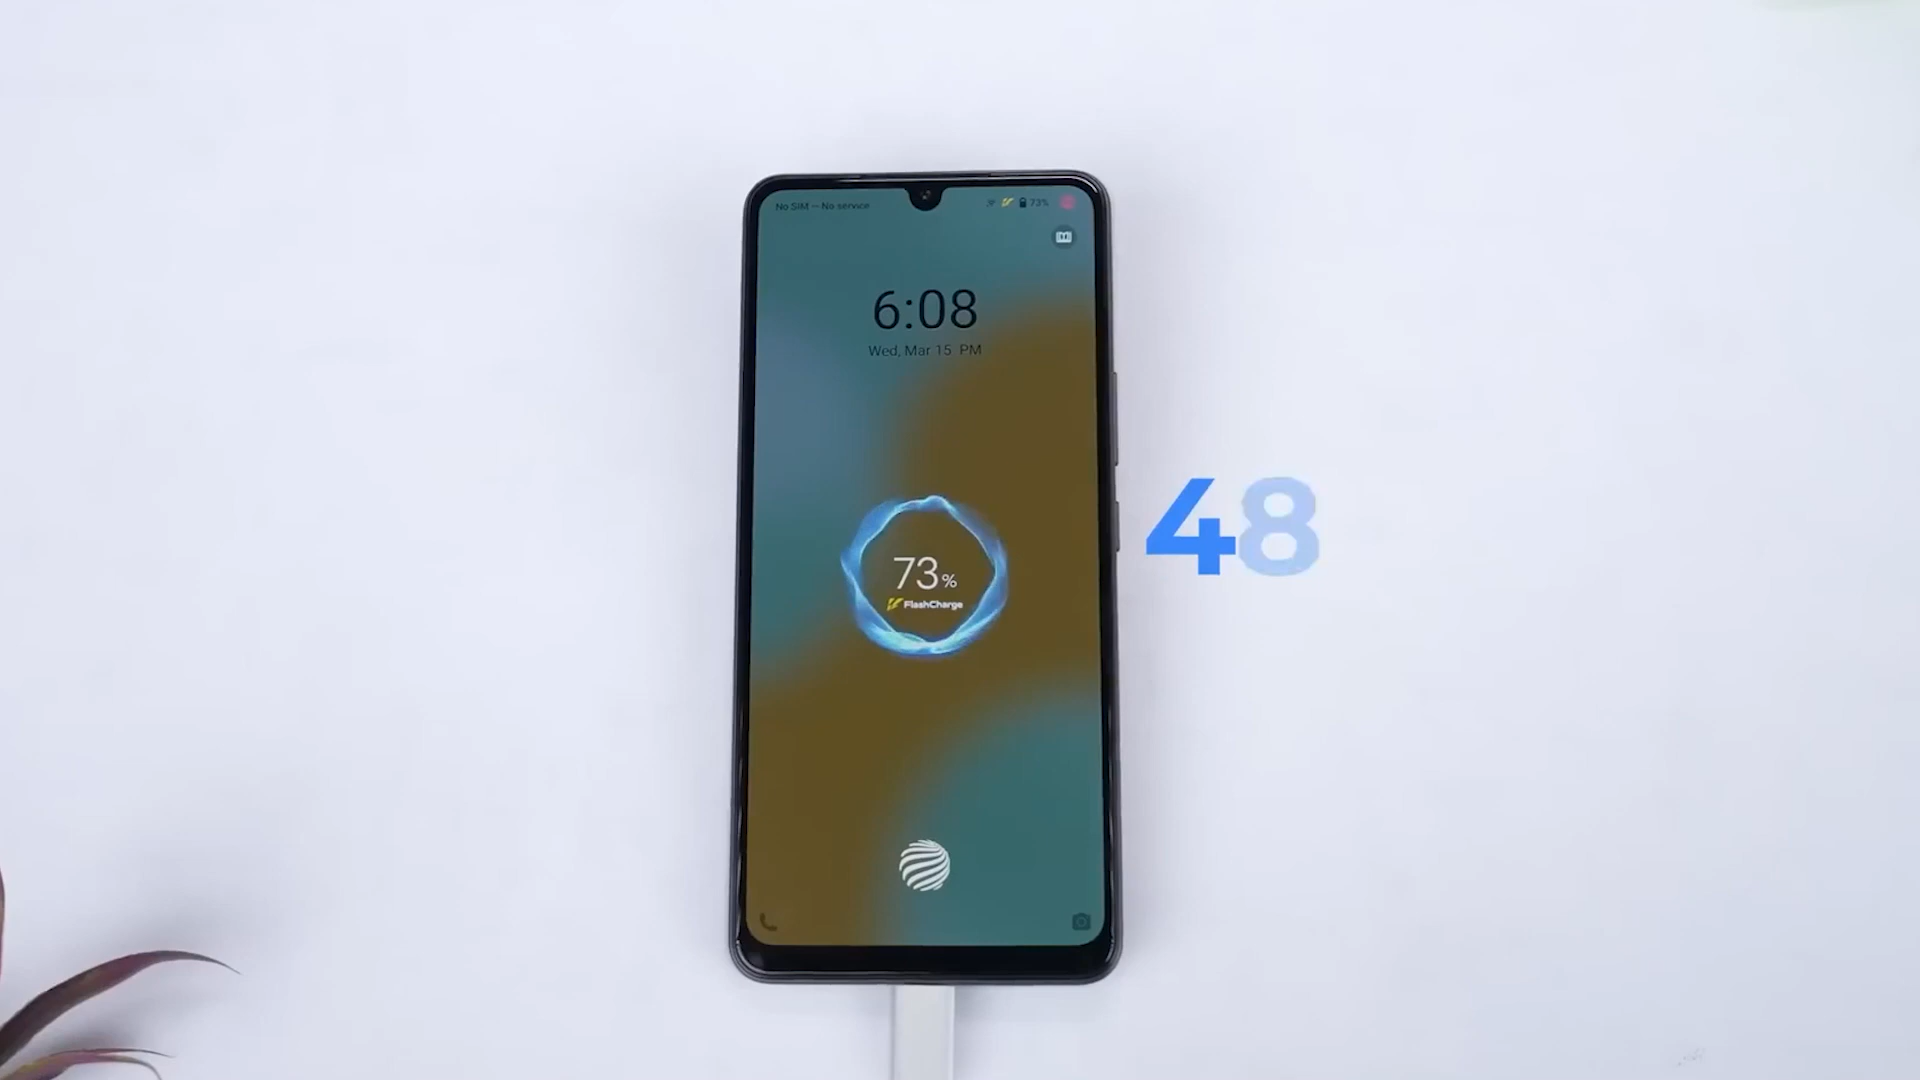 No SIM — No service
73%
6:08
Wed, Mar 15 PM
48
73%
FlashCharge